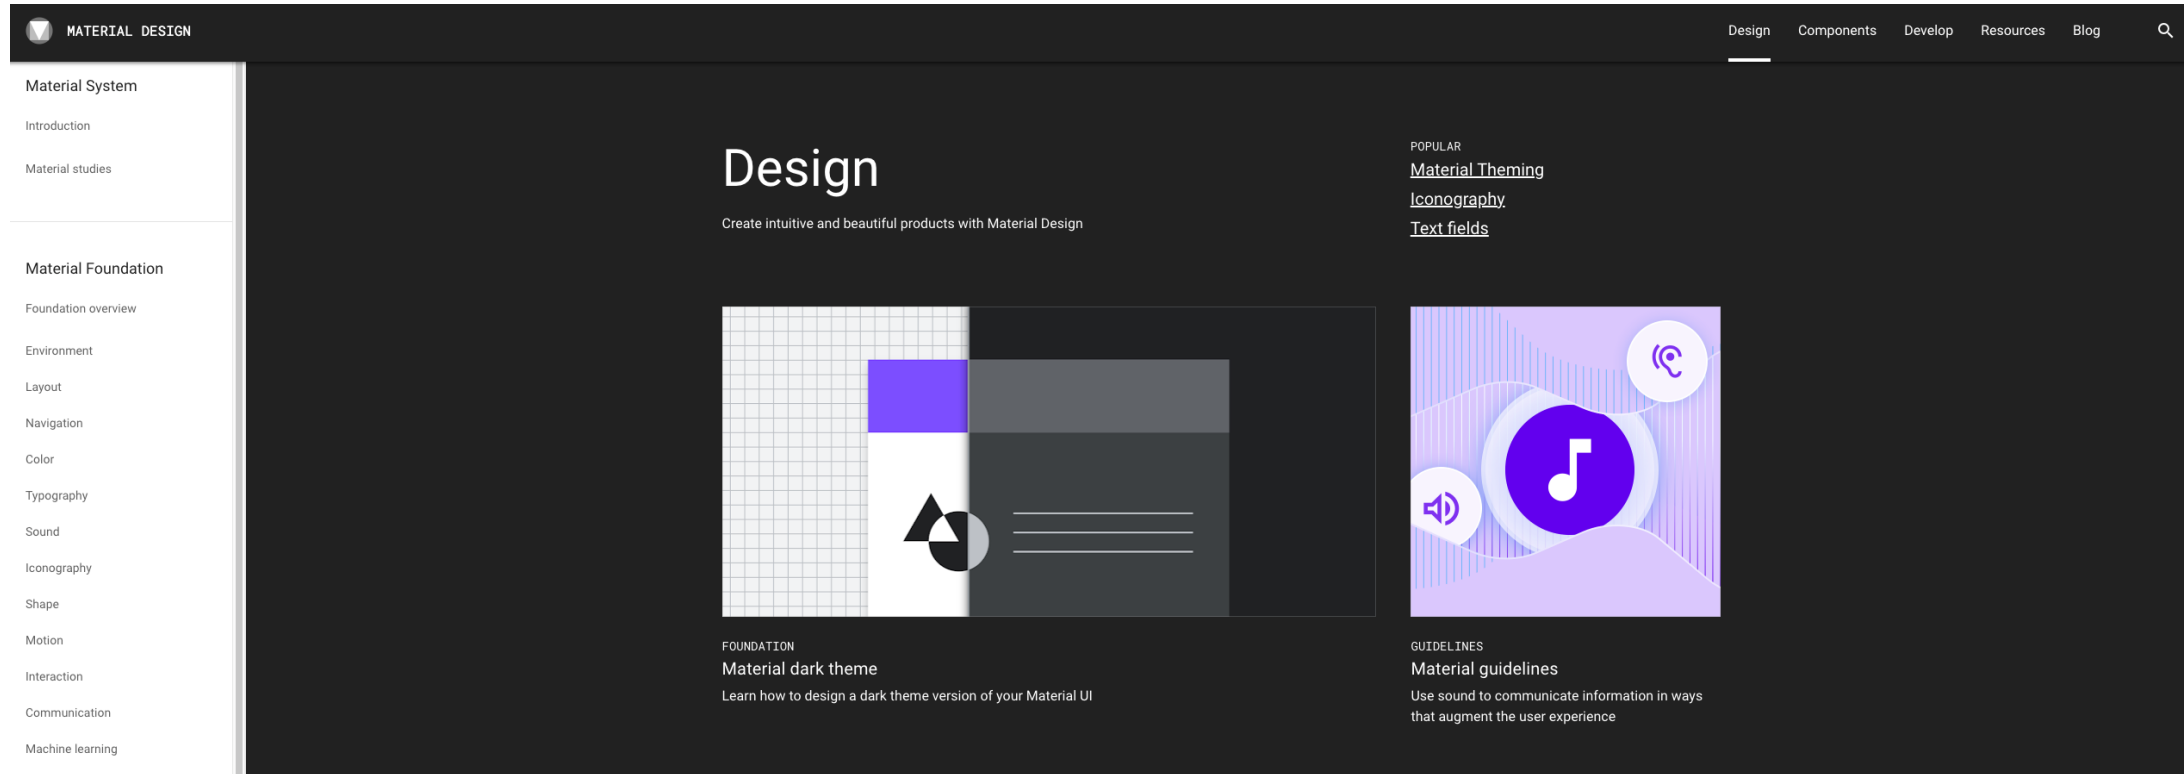 MATERIAL DESIGN
Design
Components
Develop
Resources
Blog
Material System
Introduction
Material studies
Material Foundation
Foundation overview
Environment
Layout
Navigation
Color
Typography
Sound
Iconography
Shape
Motion
Interaction
Communication
Machine learning
Design
Create intuitive and beautiful products with Material Design
POPULAR
Material Theming
Iconography
Text fields
FOUNDATION
Material dark theme
Learn how to design a dark theme version of your Material UI
GUIDELINES
Material guidelines
Use sound to communicate information in ways
that augment the user experience